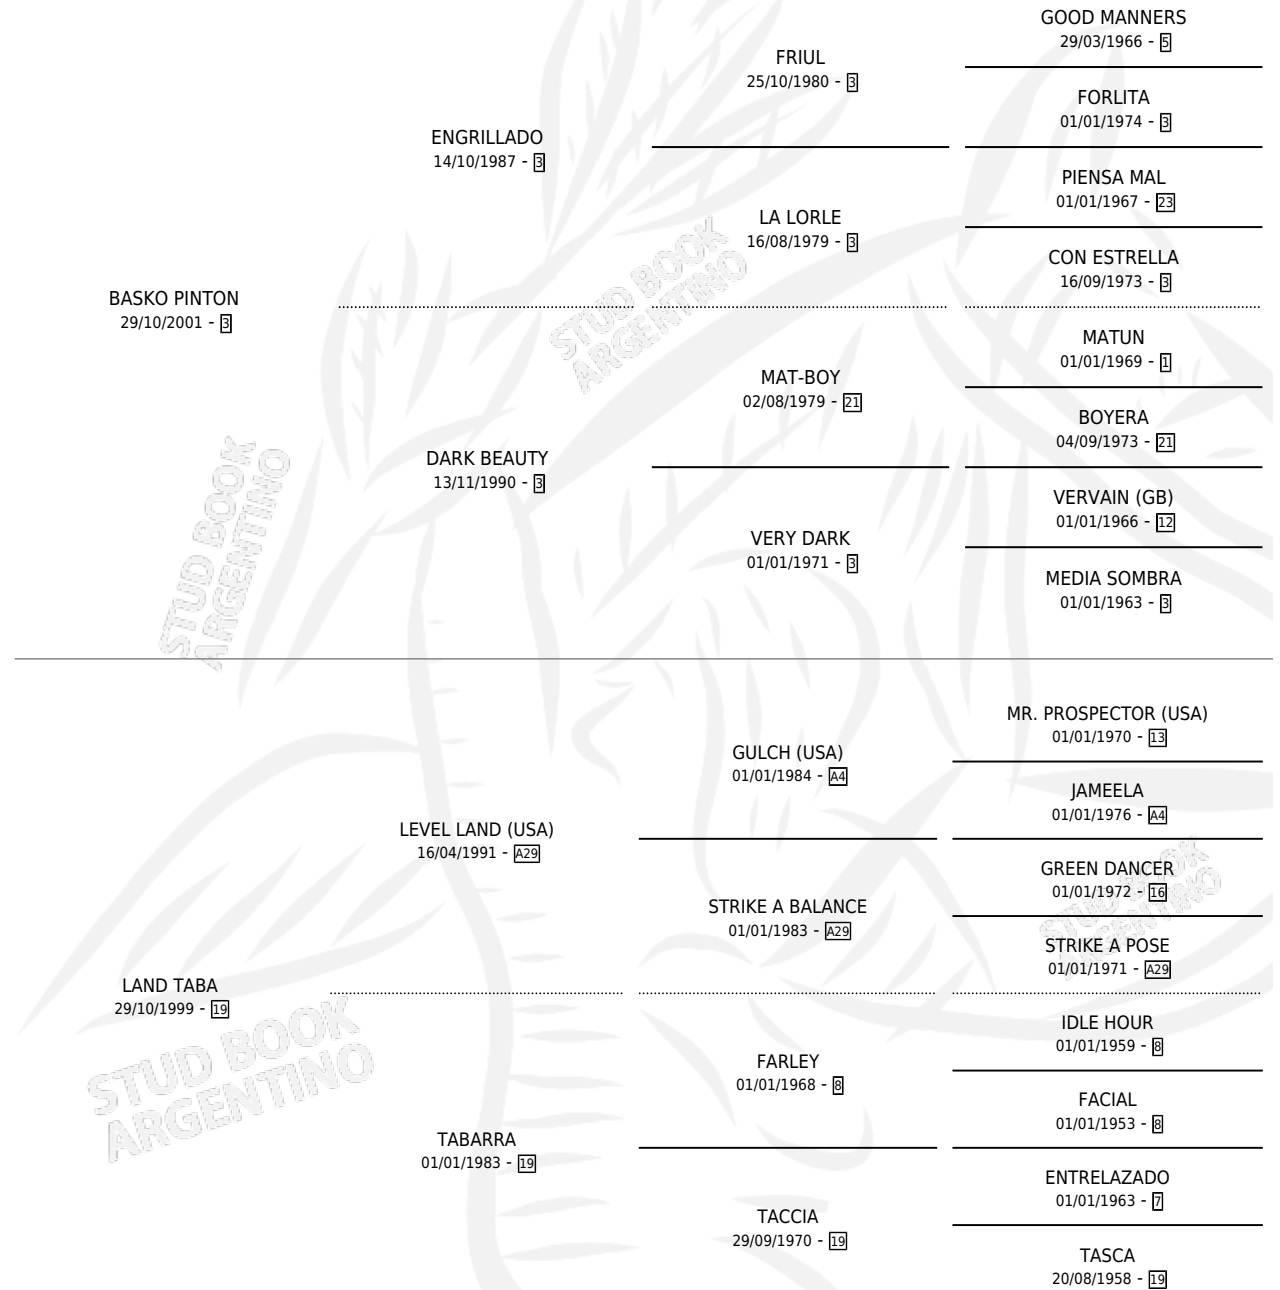 GOOD MANNERS
29/03/1966 - 5
FRIUL
25/10/1980 - 3
FORLITA
01/01/1974 - 3
ENGRILLADO
14/10/1987 - 3
PIENSA MAL
01/01/1967 - 23
LA LORLE
16/08/1979 - 3
CON ESTRELLA
16/09/1973 - 3
BASKO PINTON
29/10/2001 - 3
MATUN
01/01/1969 - 1
MAT-BOY
02/08/1979 - 21
BOYERA
04/09/1973 - 21
DARK BEAUTY
13/11/1990 - 3
VERVAIN (GB)
01/01/1966 - 12
VERY DARK
01/01/1971 - 3
MEDIA SOMBRA
01/01/1963 - 3
STUD BOOK
ARGENTINO
STUD BOOK
ARGENTINO
MR. PROSPECTOR (USA)
01/01/1970 - 13
GULCH (USA)
01/01/1984 - A4
JAMEELA
01/01/1976 - A4
LEVEL LAND (USA)
16/04/1991 - A29
GREEN DANCER
01/01/1972 - 16
STRIKE A BALANCE
01/01/1983 - A29
STRIKE A POSE
01/01/1971 - A29
LAND TABA
29/10/1999 - 19
IDLE HOUR
01/01/1959 - 8
FARLEY
01/01/1968 - 8
FACIAL
01/01/1953 - 8
TABARRA
01/01/1983 - 19
ENTRELAZADO
01/01/1963 - 7
TACCIA
29/09/1970 - 19
TASCA
20/08/1958 - 19
STUD BOOK
ARGENTINO
STUD BOOK
ARGENTINO